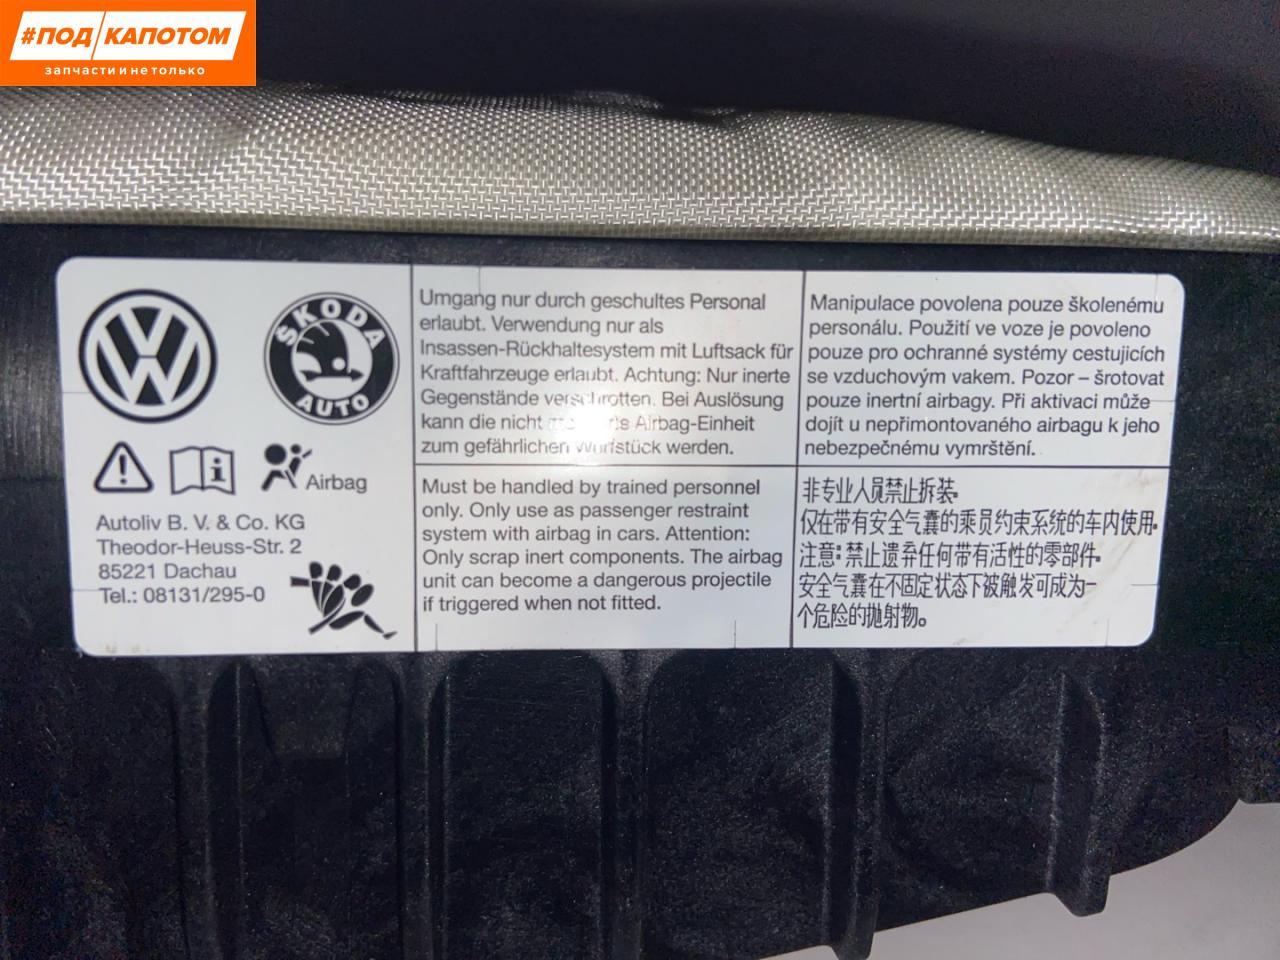 #ПОД/КАПОТОМ
запчасти и не только
ŠKODA
AUTO
Airbag
Autoliv B. V. & Co. KG
Theodor-Heuss-Str. 2
85221 Dachau
Tel.: 08131/295-0
Umgang nur durch geschultes Personal
erlaubt. Verwendung nur als
Insassen-Rückhaltesystem mit Luftsack für
Kraftfahrzeuge erlaubt. Achtung: Nur inerte
Gegenstände verschrotten. Bei Auslösung
kann die nicht Airbag-Einheit
zum gefährlichen Wurfstück werden.
Manipulace povolena pouze školenému
personálu. Použití ve voze je povoleno
pouze pro ochranné systémy cestujicích
se vzduchovým vakem. Pozor – šrotovat
pouze inertní airbagy. Při aktivaci může
dojít u nepřimontovaného airbagu k jeho
nebezpečnému vymrštění.
Must be handled by trained personnel
only. Only use as passenger restraint
system with airbag in cars. Attention:
Only scrap inert components. The airbag
unit can become a dangerous projectile
if triggered when not fitted.
非专业人员禁止拆装.
仅在带有安全气囊的乘员约束系统的车内使用.
注意:禁止遗弃任何带有活性的零部件.
安全气囊在不固定状态下被触发可成为一
个危险的抛射物。